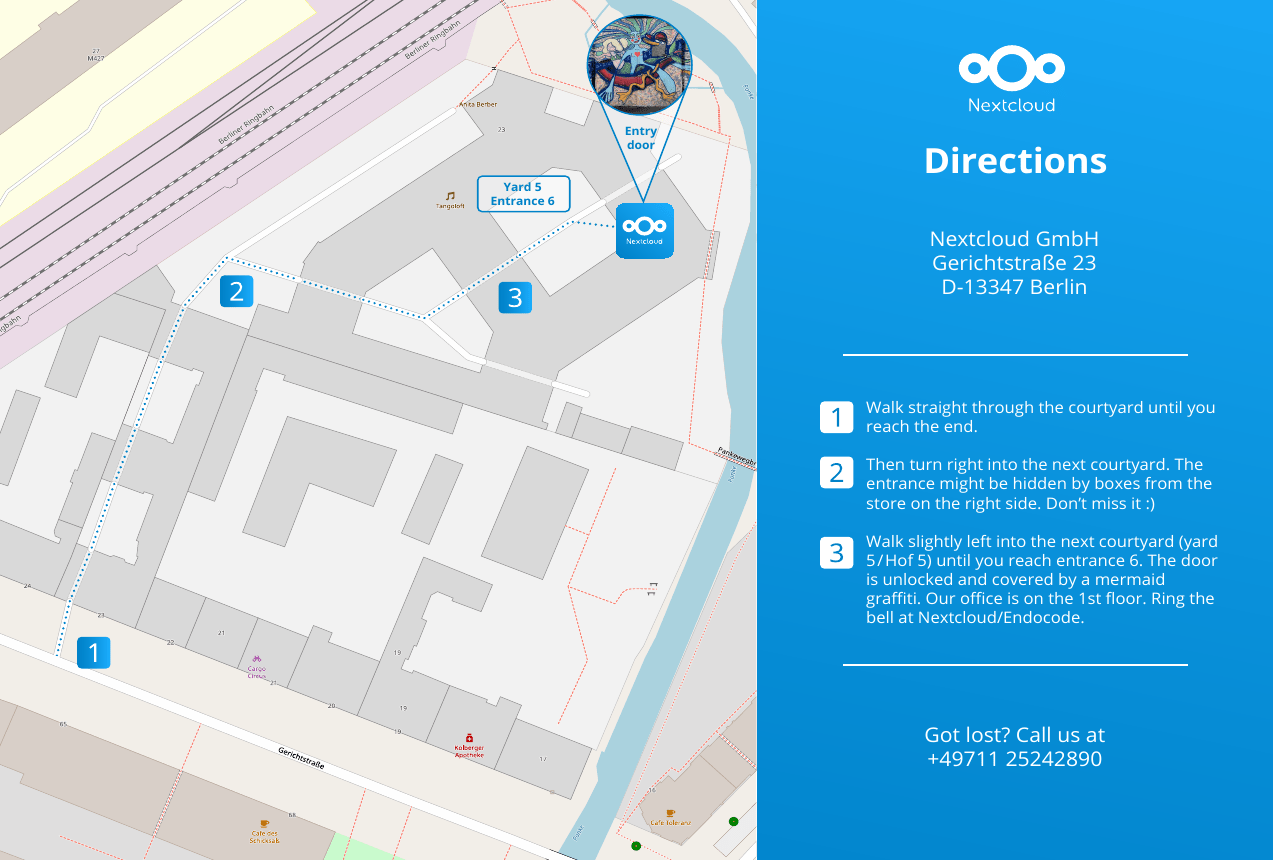 27
M427
Berliner Ringbahn
Berliner Ringbahn
Anita Berber
23
Entry
door
Yard 5
Entrance 6
Tangoloft
Nextcloud
2
3
Pankowegbr
Panke
24
23
22
21
1
Cargo
Circus
21
19
20
19
19
Kolberger
Apotheke
17
65
Gerichtstraße
68
Café des
Schicksals
16
Café Toleranz
Panke
Nextcloud
Directions
Nextcloud GmbH
Gerichtstraße 23
D-13347 Berlin
1 Walk straight through the courtyard until you
reach the end.
2 Then turn right into the next courtyard. The
entrance might be hidden by boxes from the
store on the right side. Don’t miss it :)
3 Walk slightly left into the next courtyard (yard
5/Hof 5) until you reach entrance 6. The door
is unlocked and covered by a mermaid
graffiti. Our office is on the 1st floor. Ring the
bell at Nextcloud/Endocode.
Got lost? Call us at
+49711 25242890